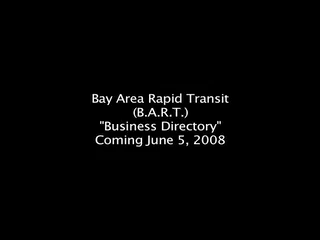 Bay Area Rapid Transit
(B.A.R.T.)
"Business Directory"
Coming June 5, 2008